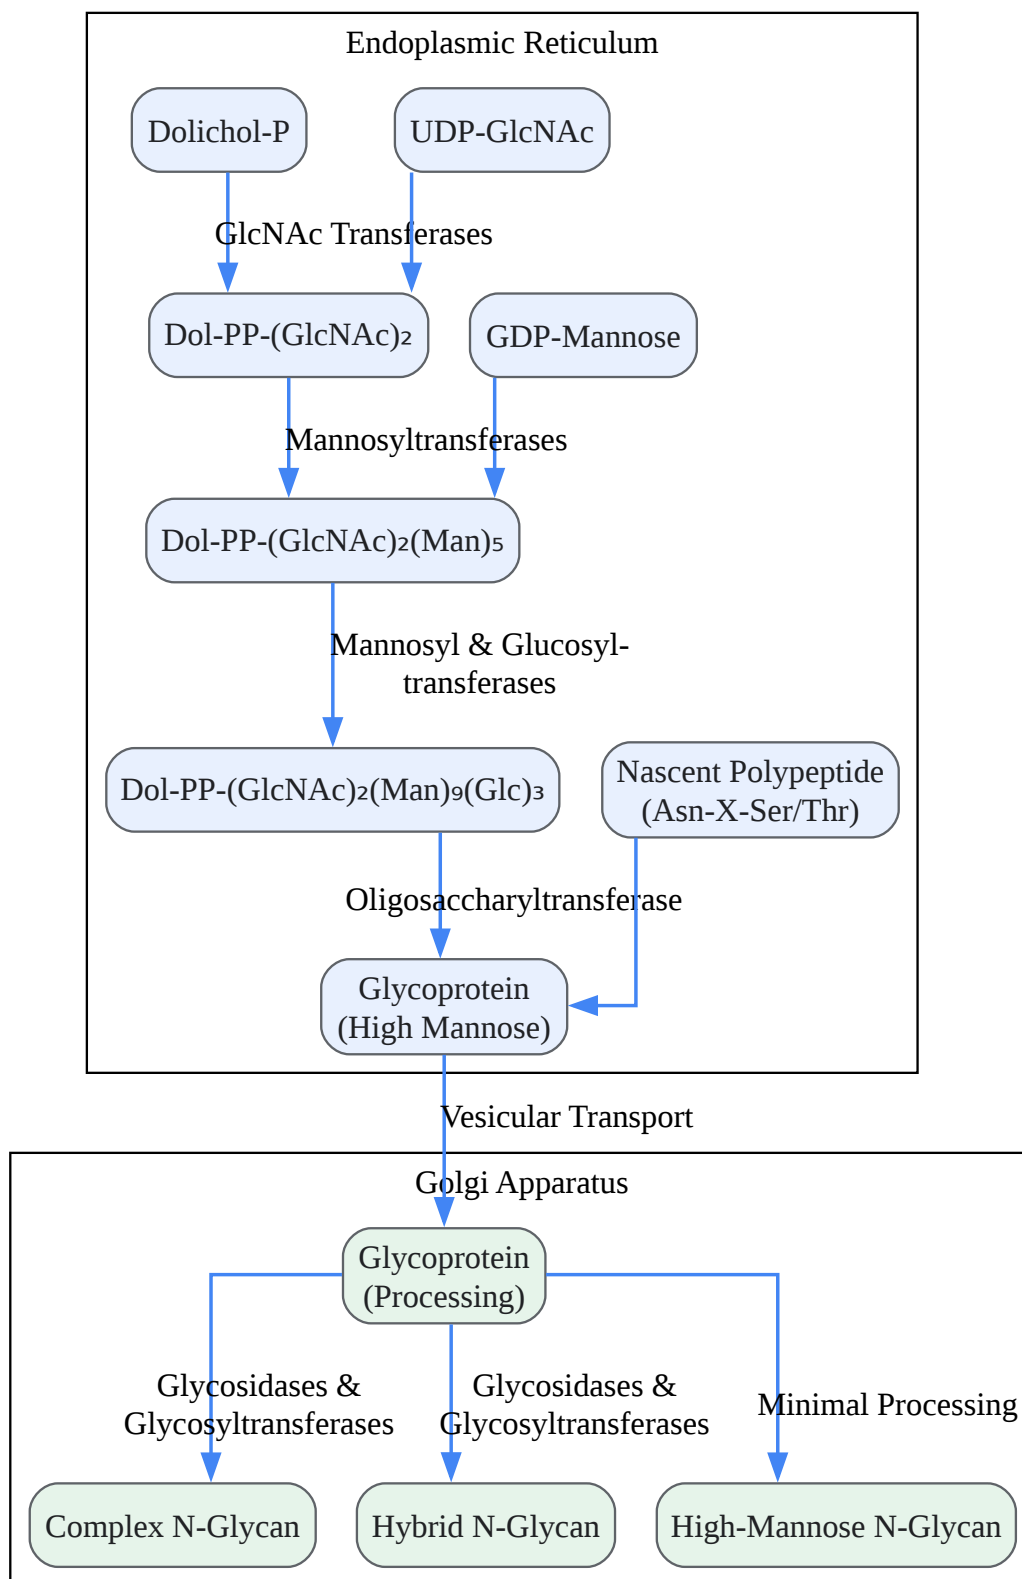 Endoplasmic Reticulum
Dolichol-P
UDP-GlcNAc
GlcNAc Transferases
Dol-PP-(GlcNAc)₂
GDP-Mannose
Mannosyltransferases
Dol-PP-(GlcNAc)₂(Man)₅
Mannosyl & Glucosyl-
transferases
Dol-PP-(GlcNAc)₂(Man)₉(Glc)₃
Nascent Polypeptide
(Asn-X-Ser/Thr)
Oligosaccharyltransferase
Glycoprotein
(High Mannose)
Vesicular Transport
Golgi Apparatus
Glycoprotein
(Processing)
Glycosidases &
Glycosyltransferases
Glycosidases &
Glycosyltransferases
Minimal Processing
Complex N-Glycan
Hybrid N-Glycan
High-Mannose N-Glycan